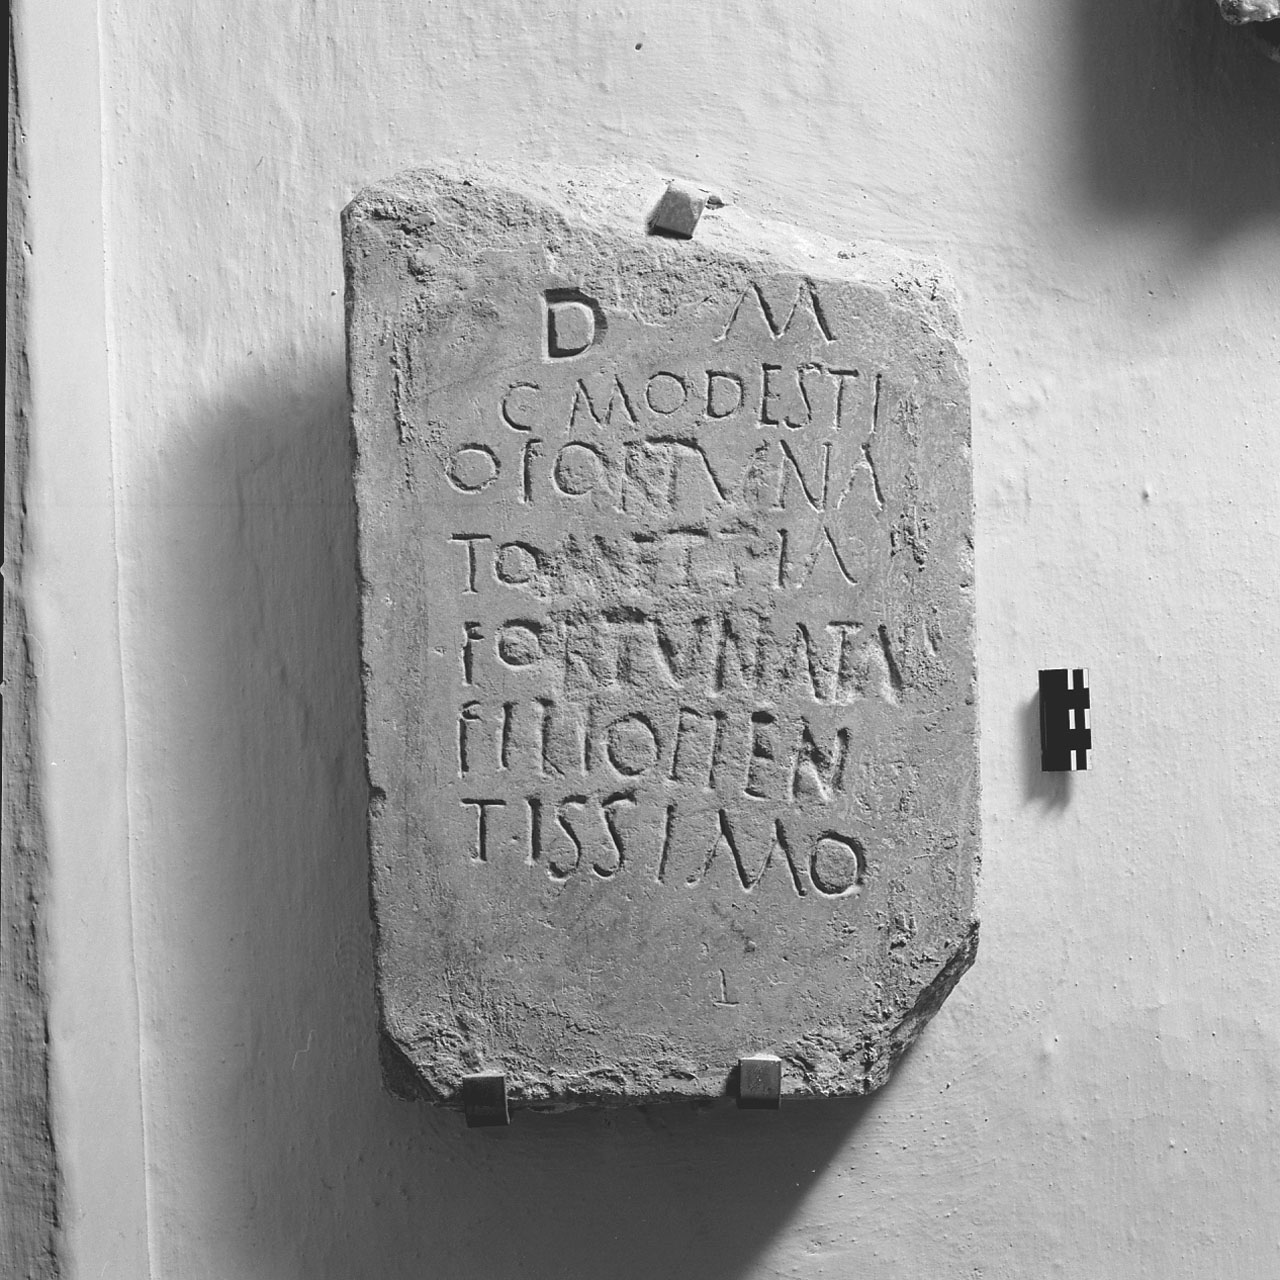 D M
C MODESTI
O FORTVNA
TO
FORTVNATA
FILIO PIEN
TISSIMO